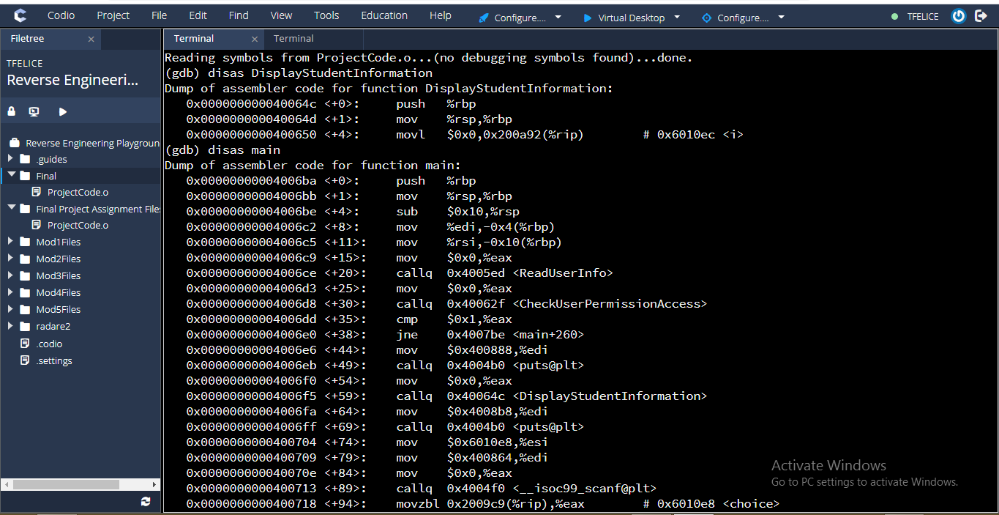 Codio Project File Edit Find View Tools Education Help Configure.... Virtual Desktop Configure.... TFELICE
Filetree
Terminal Terminal
TFELICE
Reverse Engineeri...
Reverse Engineering Playgroun
.guides
Final
ProjectCode.o
Final Project Assignment File
ProjectCode.o
Mod1Files
Mod2Files
Mod3Files
Mod4Files
Mod5Files
radare2
.codio
.settings
Reading symbols from ProjectCode.o...(no debugging symbols found)...done.
(gdb) disas DisplayStudentInformation
Dump of assembler code for function DisplayStudentInformation:
0x000000000040064c <+0>: push %rbp
0x000000000040064d <+1>: mov %rsp,%rbp
0x0000000000400650 <+4>: movl $0x0,0x200a92(%rip) # 0x6010ec <i>
(gdb) disas main
Dump of assembler code for function main:
0x00000000004006ba <+0>: push %rbp
0x00000000004006bb <+1>: mov %rsp,%rbp
0x00000000004006be <+4>: sub $0x10,%rsp
0x00000000004006c2 <+8>: mov %edi,-0x4(%rbp)
0x00000000004006c5 <+11>: mov %rsi,-0x10(%rbp)
0x00000000004006c9 <+15>: mov $0x0,%eax
0x00000000004006ce <+20>: callq 0x4005ed <ReadUserInfo>
0x00000000004006d3 <+25>: mov $0x0,%eax
0x00000000004006d8 <+30>: callq 0x40062f <CheckUserPermissionAccess>
0x00000000004006dd <+35>: cmp $0x1,%eax
0x00000000004006e0 <+38>: jne 0x4007be <main+260>
0x00000000004006e6 <+44>: mov $0x400888,%edi
0x00000000004006eb <+49>: callq 0x4004b0 <puts@plt>
0x00000000004006f0 <+54>: mov $0x0,%eax
0x00000000004006f5 <+59>: callq 0x40064c <DisplayStudentInformation>
0x00000000004006fa <+64>: mov $0x4008b8,%edi
0x00000000004006ff <+69>: callq 0x4004b0 <puts@plt>
0x0000000000400704 <+74>: mov $0x6010e8,%esi
0x0000000000400709 <+79>: mov $0x400864,%edi
0x000000000040070e <+84>: mov $0x0,%eax
0x0000000000400713 <+89>: callq 0x4004f0 <__isoc99_scanf@plt>
0x0000000000400718 <+94>: movzbl 0x2009c9(%rip),%eax # 0x6010e8 <choice>
Activate Windows
Go to PC settings to activate Windows.